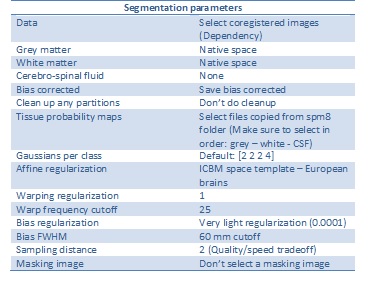 Segmentation parameters
Data Select coregistered images
(Dependency)
Grey matter Native space
White matter Native space
Cerebro-spinal fluid None
Bias corrected Save bias corrected
Clean up any partitions Don't do cleanup
Tissue probability maps Select files copied from spm8
folder (Make sure to select in
order: grey – white - CSF)
Gaussians per class Default: [2 2 2 4]
Affine regularization ICBM space template – European
brains
Warping regularization 1
Warp frequency cutoff 25
Bias regularization Very light regularization (0.0001)
Bias FWHM 60 mm cutoff
Sampling distance 2 (Quality/speed tradeoff)
Masking image Don't select a masking image